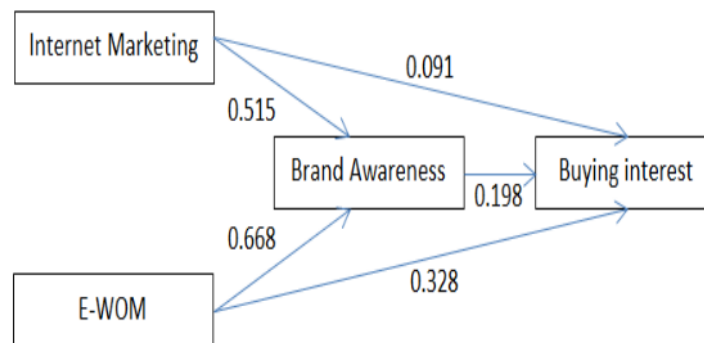 Internet Marketing
0.091
0.515
Brand Awareness
Buying interest
0.198
0.668
0.328
E-WOM